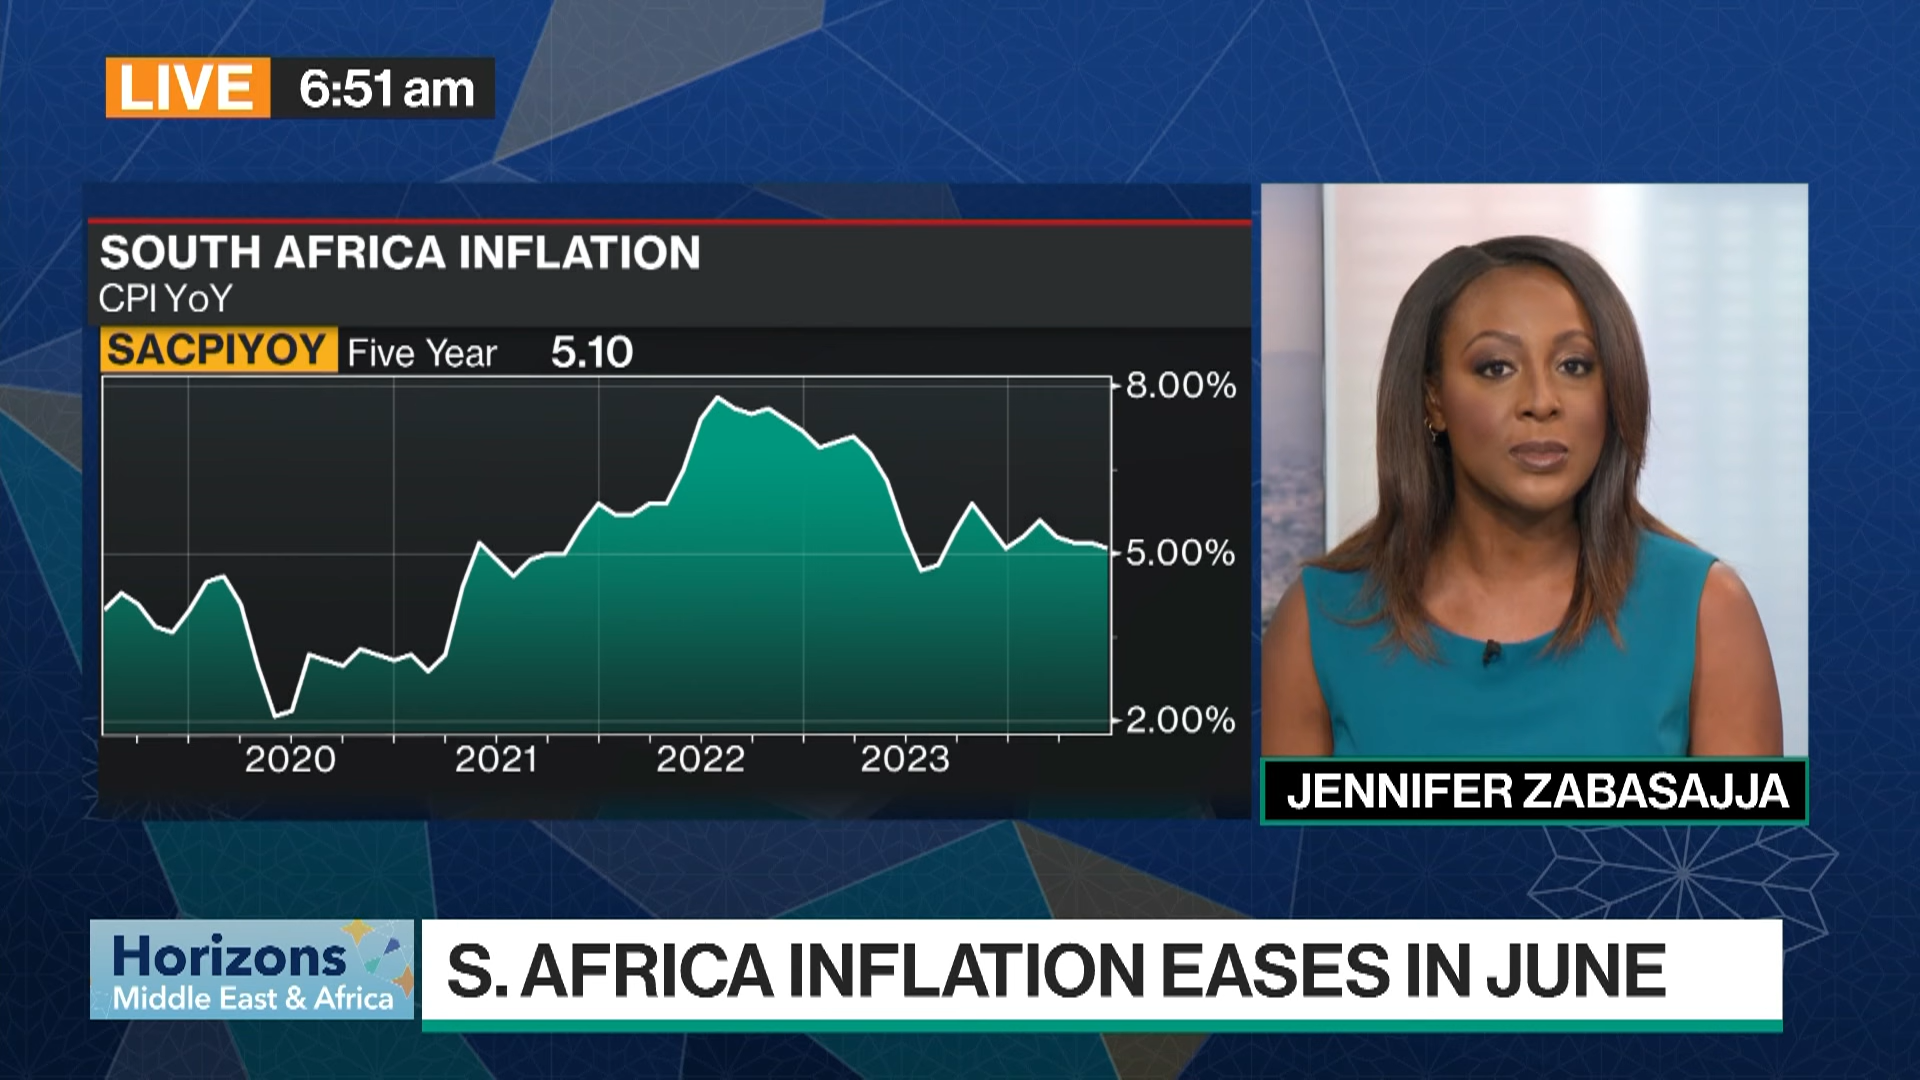 LIVE 6:51 am
SOUTH AFRICA INFLATION
CPI YoY
SACPIYOY Five Year 5.10
8.00%
5.00%
2.00%
2020 2021 2022 2023
JENNIFER ZABASAJJA
Horizons
Middle East & Africa
S. AFRICA INFLATION EASES IN JUNE